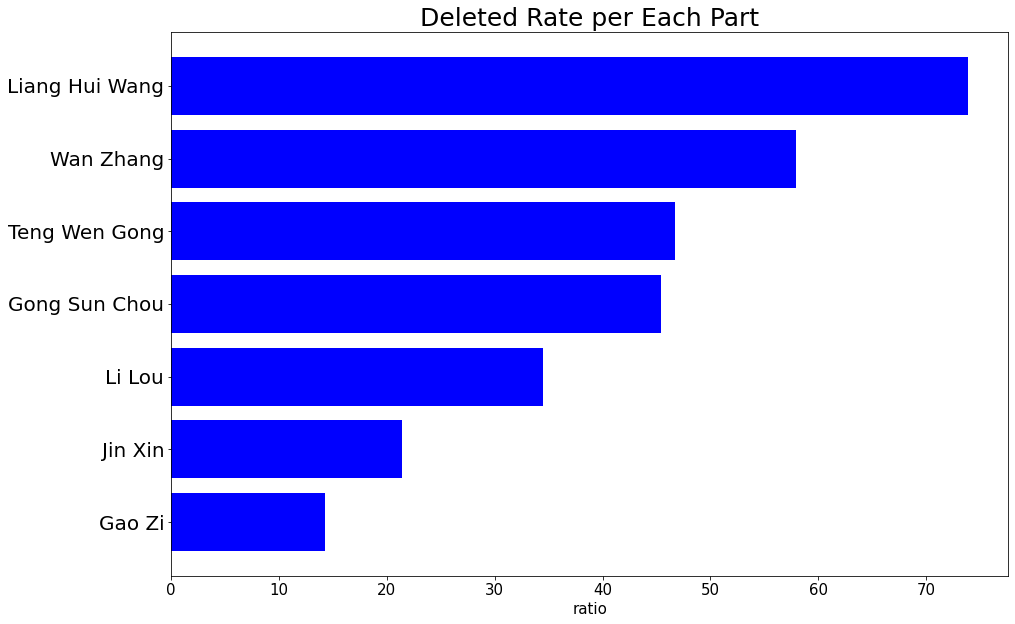 Deleted Rate per Each Part
Liang Hui Wang
Wan Zhang
Teng Wen Gong
Gong Sun Chou
Li Lou
Jin Xin
Gao Zi
0 10 20 30 40 50 60 70
ratio